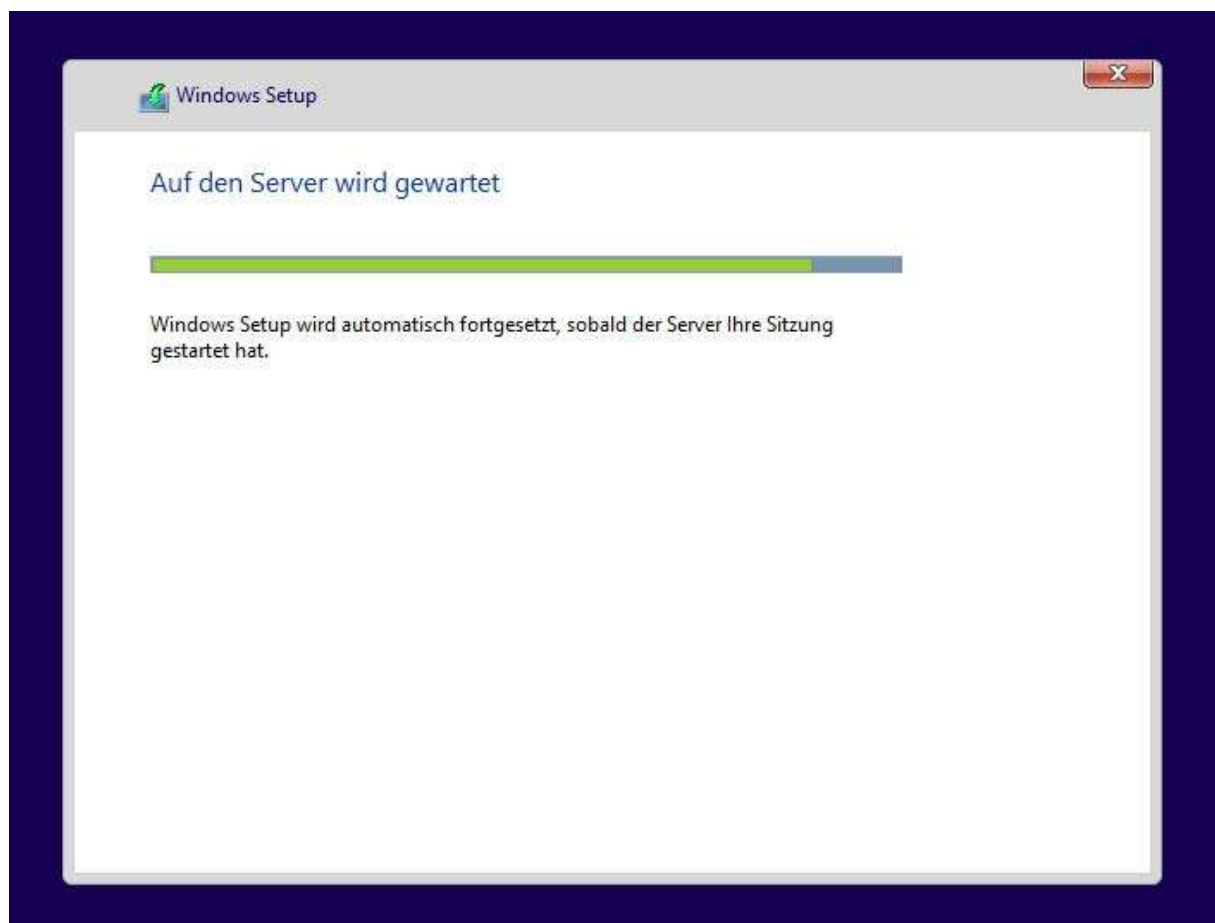 Windows Setup
Auf den Server wird gewartet
Windows Setup wird automatisch fortgesetzt, sobald der Server Ihre Sitzung
gestartet hat.